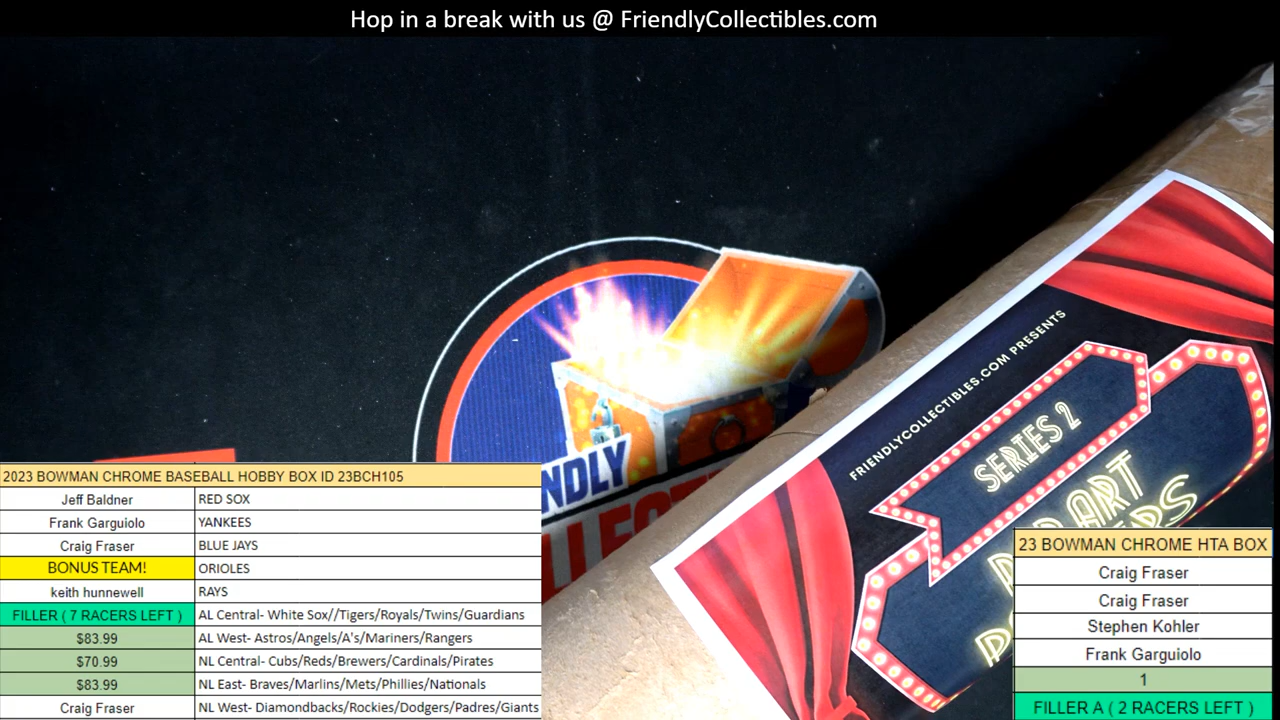 Hop in a break with us @ FriendlyCollectibles.com
FRIENDLYCOLLECTIBLES.COM PRESENTS
SERIES 2
ART
2023 BOWMAN CHROME BASEBALL HOBBY BOX ID 23BCH105
Jeff Baldner RED SOX
Frank Garguiolo YANKEES
Craig Fraser BLUE JAYS
BONUS TEAM! ORIOLES
keith hunnewell RAYS
FILLER ( 7 RACERS LEFT ) AL Central- White Sox//Tigers/Royals/Twins/Guardians
$83.99 AL West- Astros/Angels/A's/Mariners/Rangers
$70.99 NL Central- Cubs/Reds/Brewers/Cardinals/Pirates
$83.99 NL East- Braves/Marlins/Mets/Phillies/Nationals
Craig Fraser NL West- Diamondbacks/Rockies/Dodgers/Padres/Giants
23 BOWMAN CHROME HTA BOX
Craig Fraser
Craig Fraser
Stephen Kohler
Frank Garguiolo
1
FILLER A ( 2 RACERS LEFT )